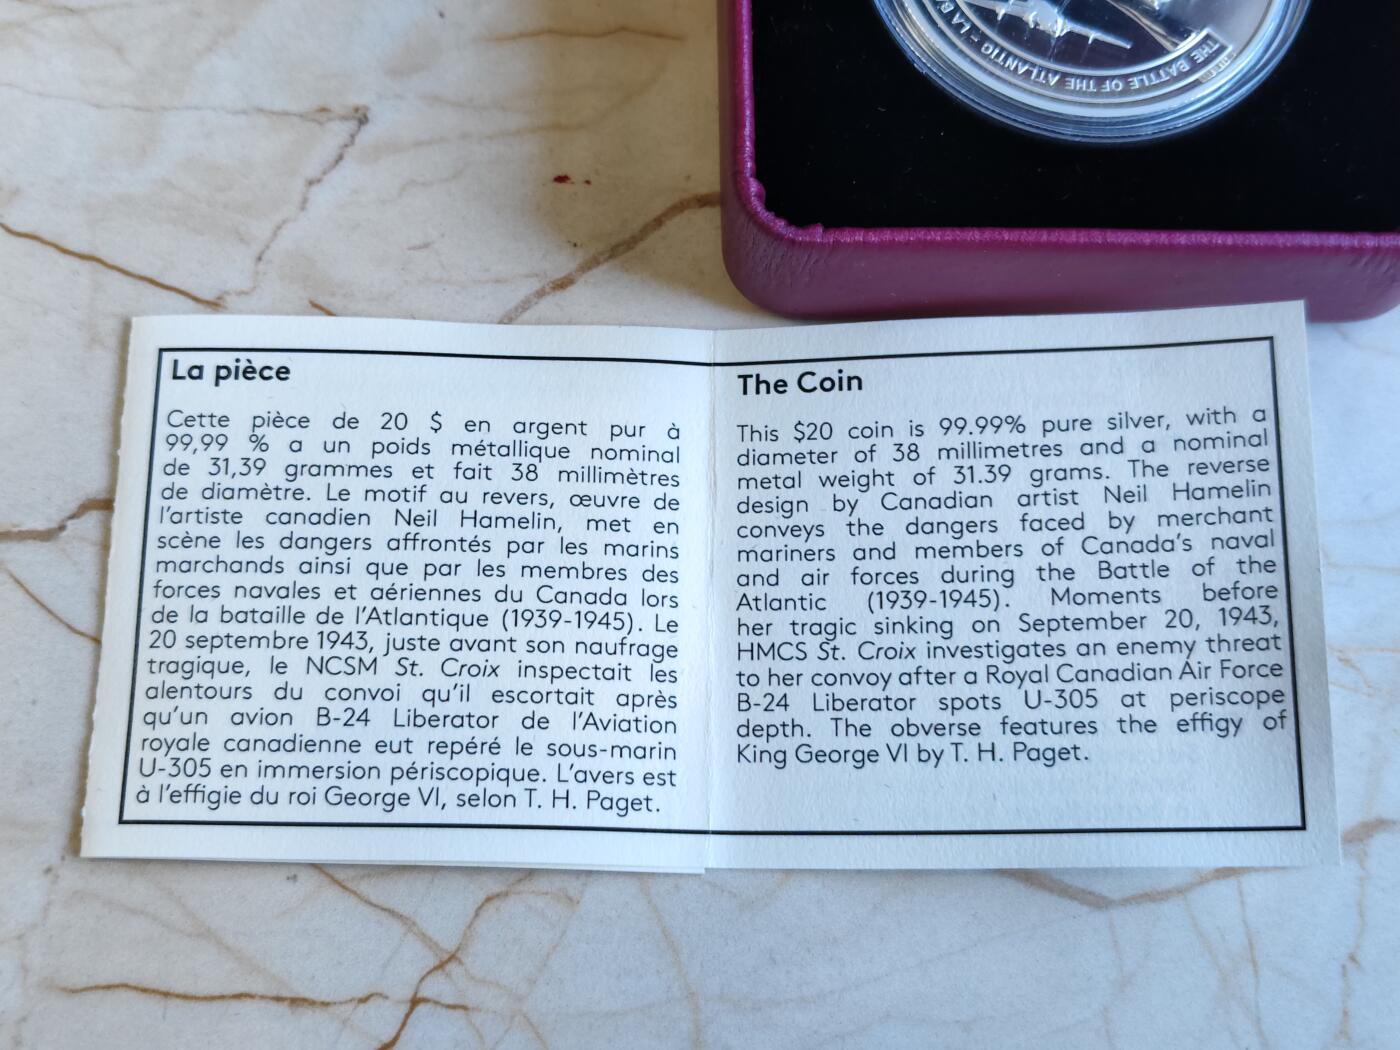 THE BATTLE OF THE ATLANTIC - LA
La pièce
Cette pièce de 20 $ en argent pur à
99,99 % a un poids métallique nominal
de 31,39 grammes et fait 38 millimètres
de diamètre. Le motif au revers, œuvre de
l'artiste canadien Neil Hamelin, met en
scène les dangers affrontés par les marins
marchands ainsi que par les membres des
forces navales et aériennes du Canada lors
de la bataille de l'Atlantique (1939-1945). Le
20 septembre 1943, juste avant son naufrage
tragique, le NCSM St. Croix inspectait les
alentours du convoi qu'il escortait après
qu'un avion B-24 Liberator de l'Aviation
royale canadienne eut repéré le sous-marin
U-305 en immersion périscopique. L'avers est
à l'effigie du roi George VI, selon T. H. Paget.
The Coin
This $20 coin is 99.99% pure silver, with a
diameter of 38 millimetres and a nominal
metal weight of 31.39 grams. The reverse
design by Canadian artist Neil Hamelin
conveys the dangers faced by merchant
mariners and members of Canada's naval
and air forces during the Battle of the
Atlantic (1939-1945). Moments before
her tragic sinking on September 20, 1943,
HMCS St. Croix investigates an enemy threat
to her convoy after a Royal Canadian Air Force
B-24 Liberator spots U-305 at periscope
depth. The obverse features the effigy of
King George VI by T. H. Paget.